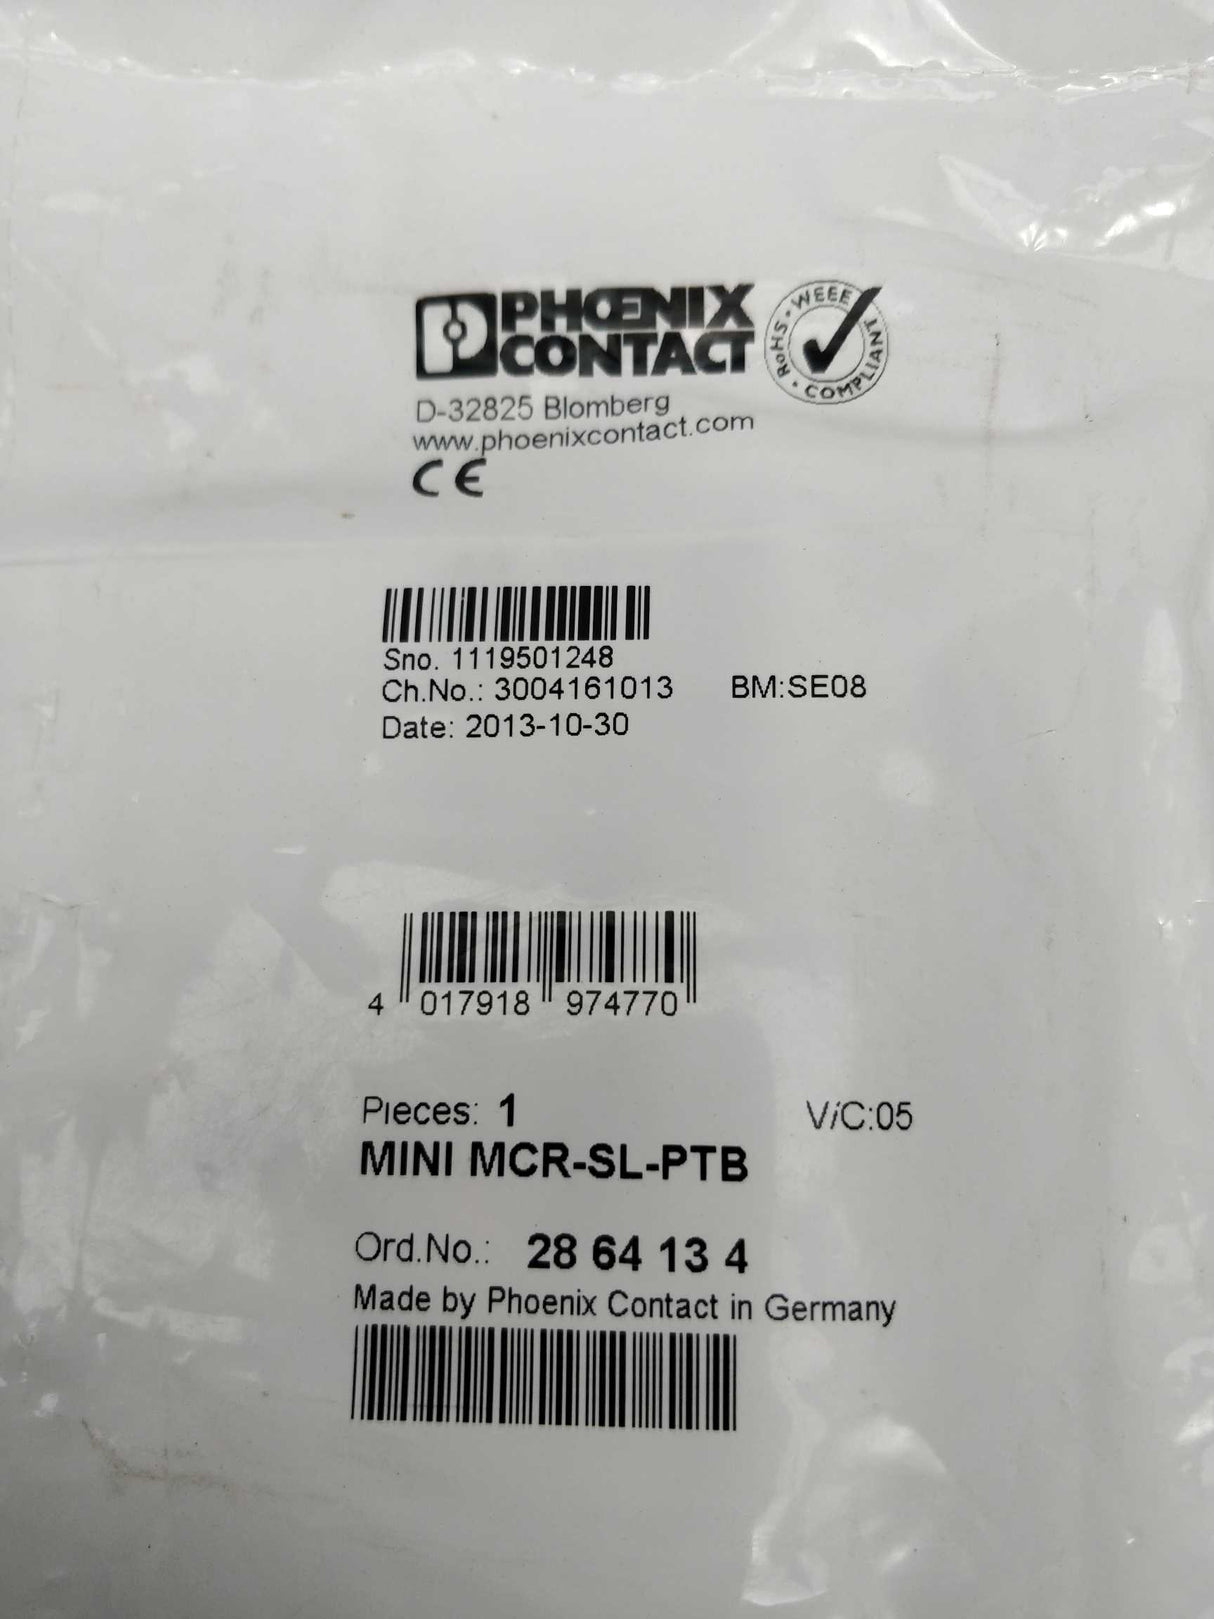 PHŒNIX
CONTACT
RoHS · WEEE · COMPLIANT
D-32825 Blomberg
www.phoenixcontact.com
CE
Sno. 1119501248
Ch.No.: 3004161013 BM:SE08
Date: 2013-10-30
4 017918 974770
Pieces: 1 V/C:05
MINI MCR-SL-PTB
Ord.No.: 28 64 13 4
Made by Phoenix Contact in Germany